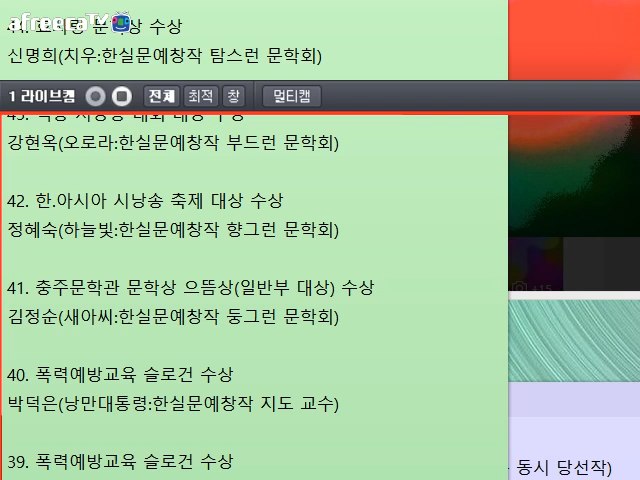 afreecaTV
상 수상
신명희(치우:한실문예창작 탐스런 문학회)
1 라이브캠 전체 최적 창 멀티캠
강현옥(오로라:한실문예창작 부드런 문학회)
42. 한.아시아 시낭송 축제 대상 수상
정혜숙(하늘빛:한실문예창작 향그런 문학회)
41. 충주문학관 문학상 으뜸상(일반부 대상) 수상
김정순(새아씨:한실문예창작 둥그런 문학회)
40. 폭력예방교육 슬로건 수상
박덕은(낭만대통령:한실문예창작 지도 교수)
39. 폭력예방교육 슬로건 수상
동시 당선작)
+15